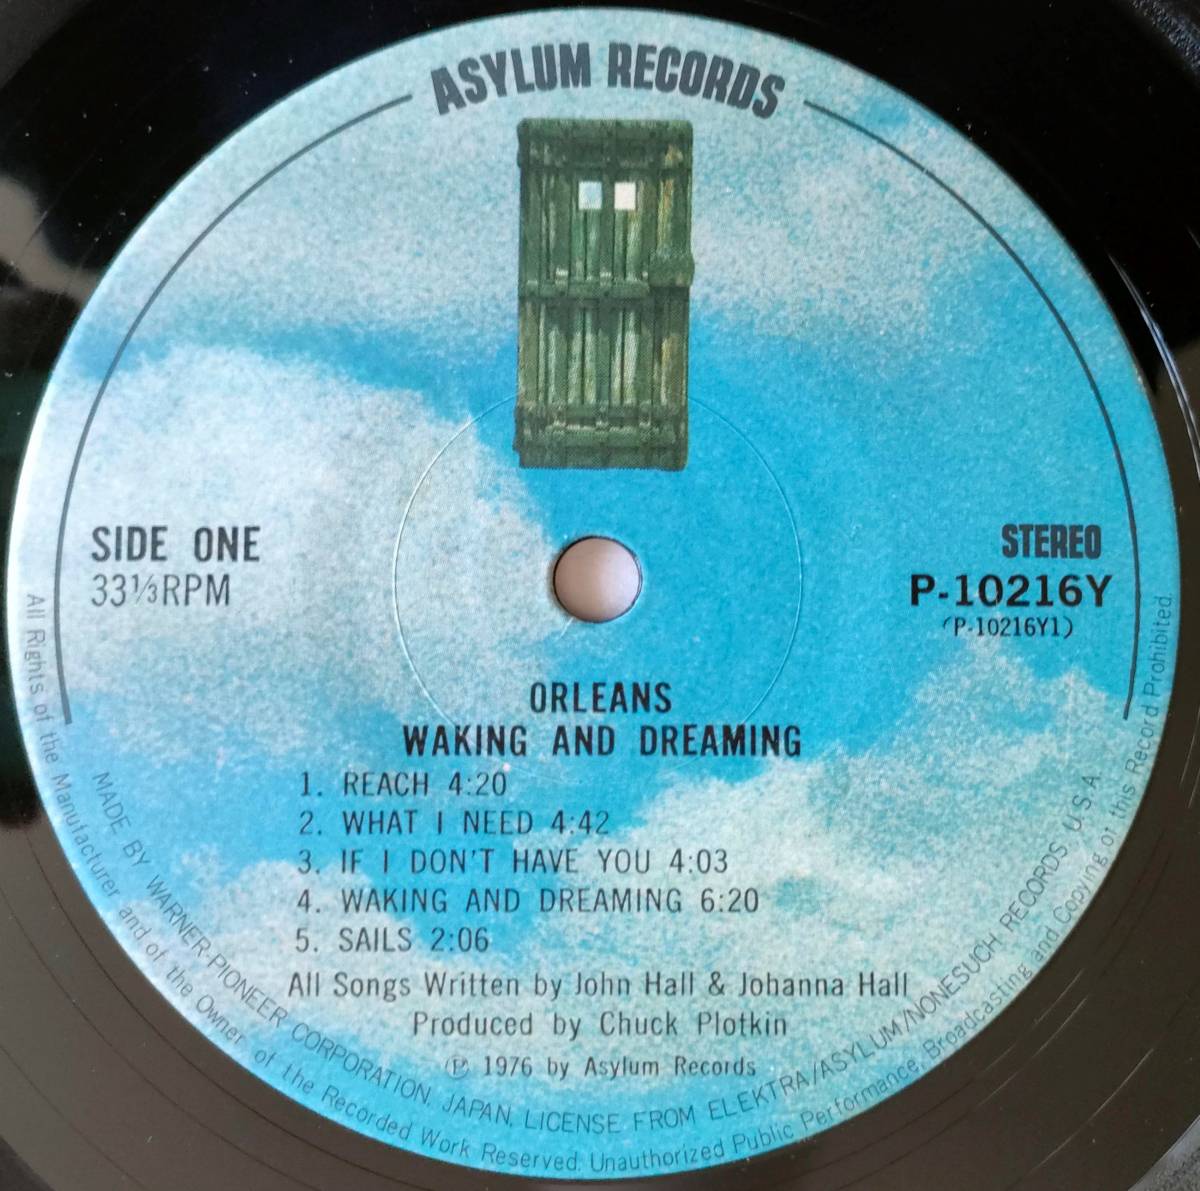 ASYLUM RECORDS
SIDE ONE
33⅓RPM
STEREO
P-10216Y
(P-10216Y1)
ORLEANS
WAKING AND DREAMING
1. REACH 4:20
2. WHAT I NEED 4:42
3. IF I DON'T HAVE YOU 4:03
4. WAKING AND DREAMING 6:20
5. SAILS 2:06
All Songs Written by John Hall & Johanna Hall
Produced by Chuck Plotkin
Ⓟ 1976 by Asylum Records
MADE BY WARNER-PIONEER CORPORATION, JAPAN, LICENSE FROM ELEKTRA/ASYLUM/NONESUCH RECORDS U.S.A.
All Rights of the Manufacturer and of the Owner of the Recorded Work Reserved. Unauthorized Public Performance, Broadcasting and Copying of this Record Prohibited.